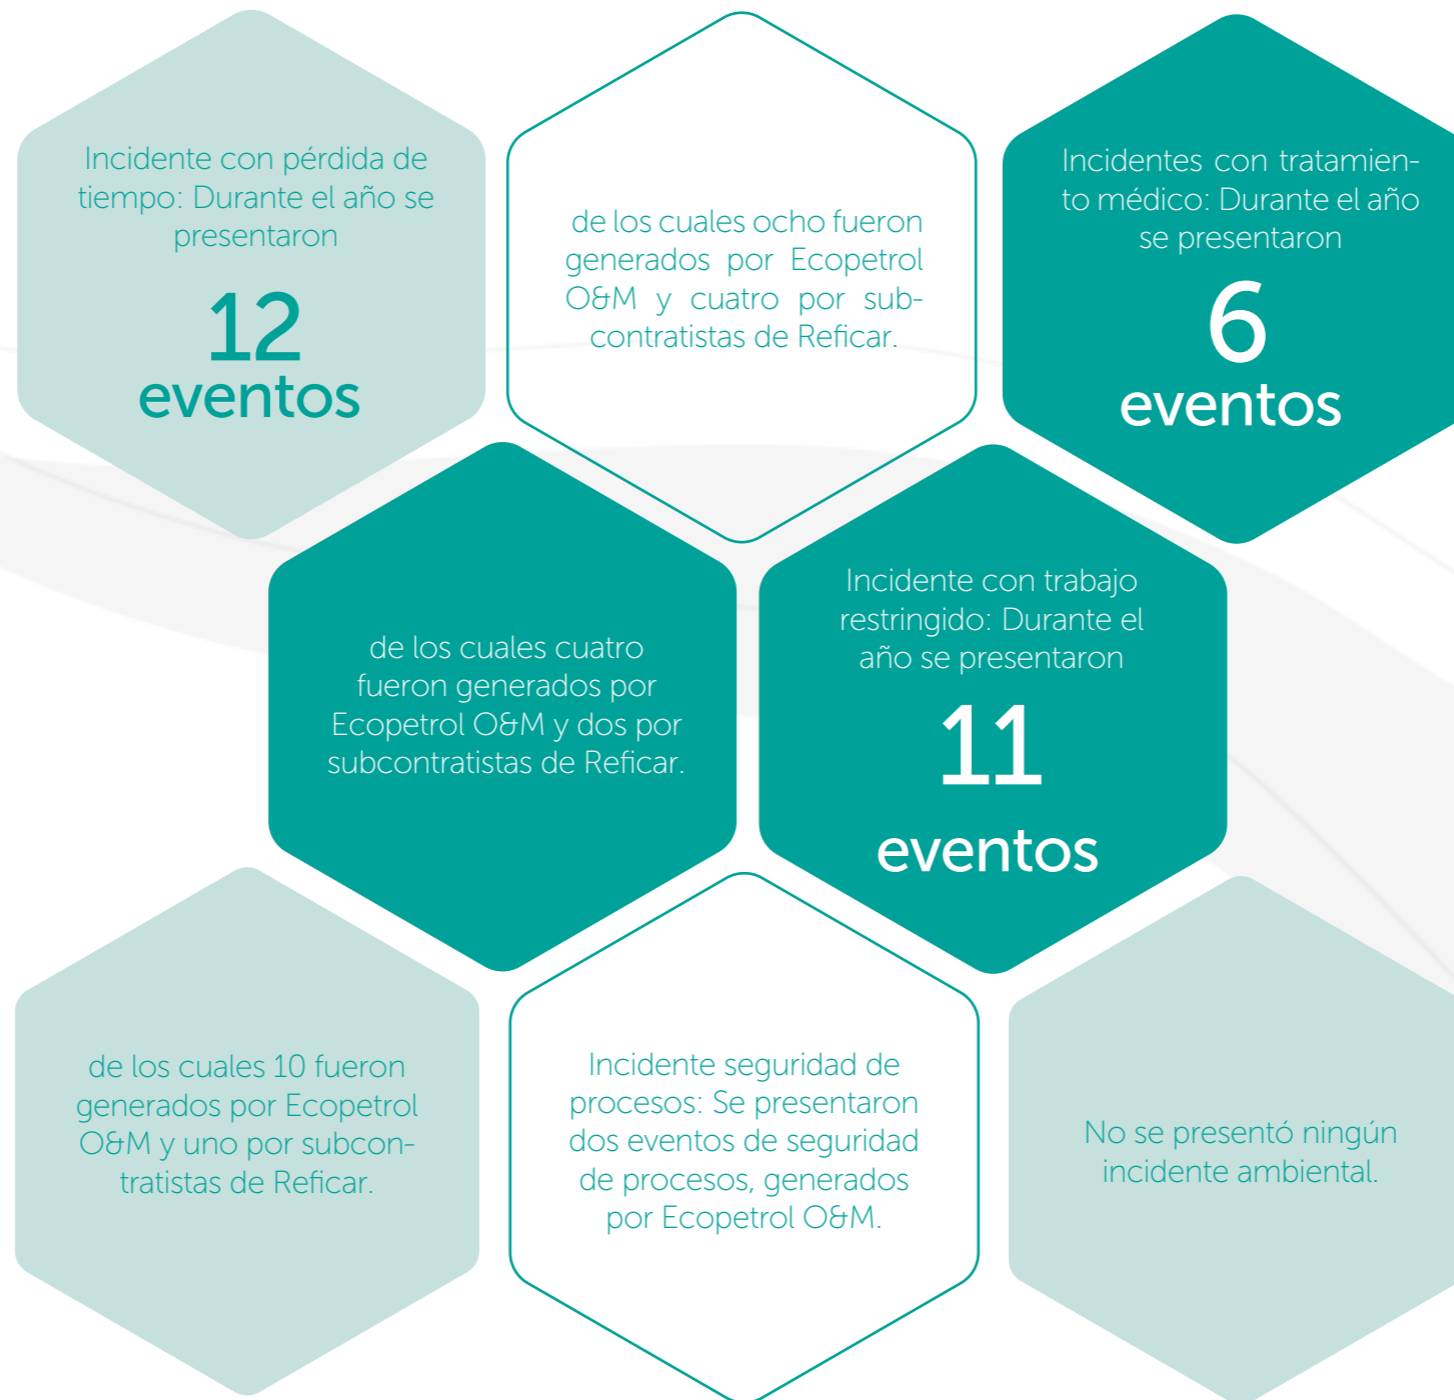 Incidente con pérdida de
tiempo: Durante el año se
presentaron
12
eventos
de los cuales ocho fueron
generados por Ecopetrol
O&M y cuatro por sub-
contratistas de Reficar.
Incidentes con tratamien-
to médico: Durante el año
se presentaron
6
eventos
de los cuales cuatro
fueron generados por
Ecopetrol O&M y dos por
subcontratistas de Reficar.
Incidente con trabajo
restringido: Durante el
año se presentaron
11
eventos
de los cuales 10 fueron
generados por Ecopetrol
O&M y uno por subcon-
tratistas de Reficar.
Incidente seguridad de
procesos: Se presentaron
dos eventos de seguridad
de procesos, generados
por Ecopetrol O&M.
No se presentó ningún
incidente ambiental.